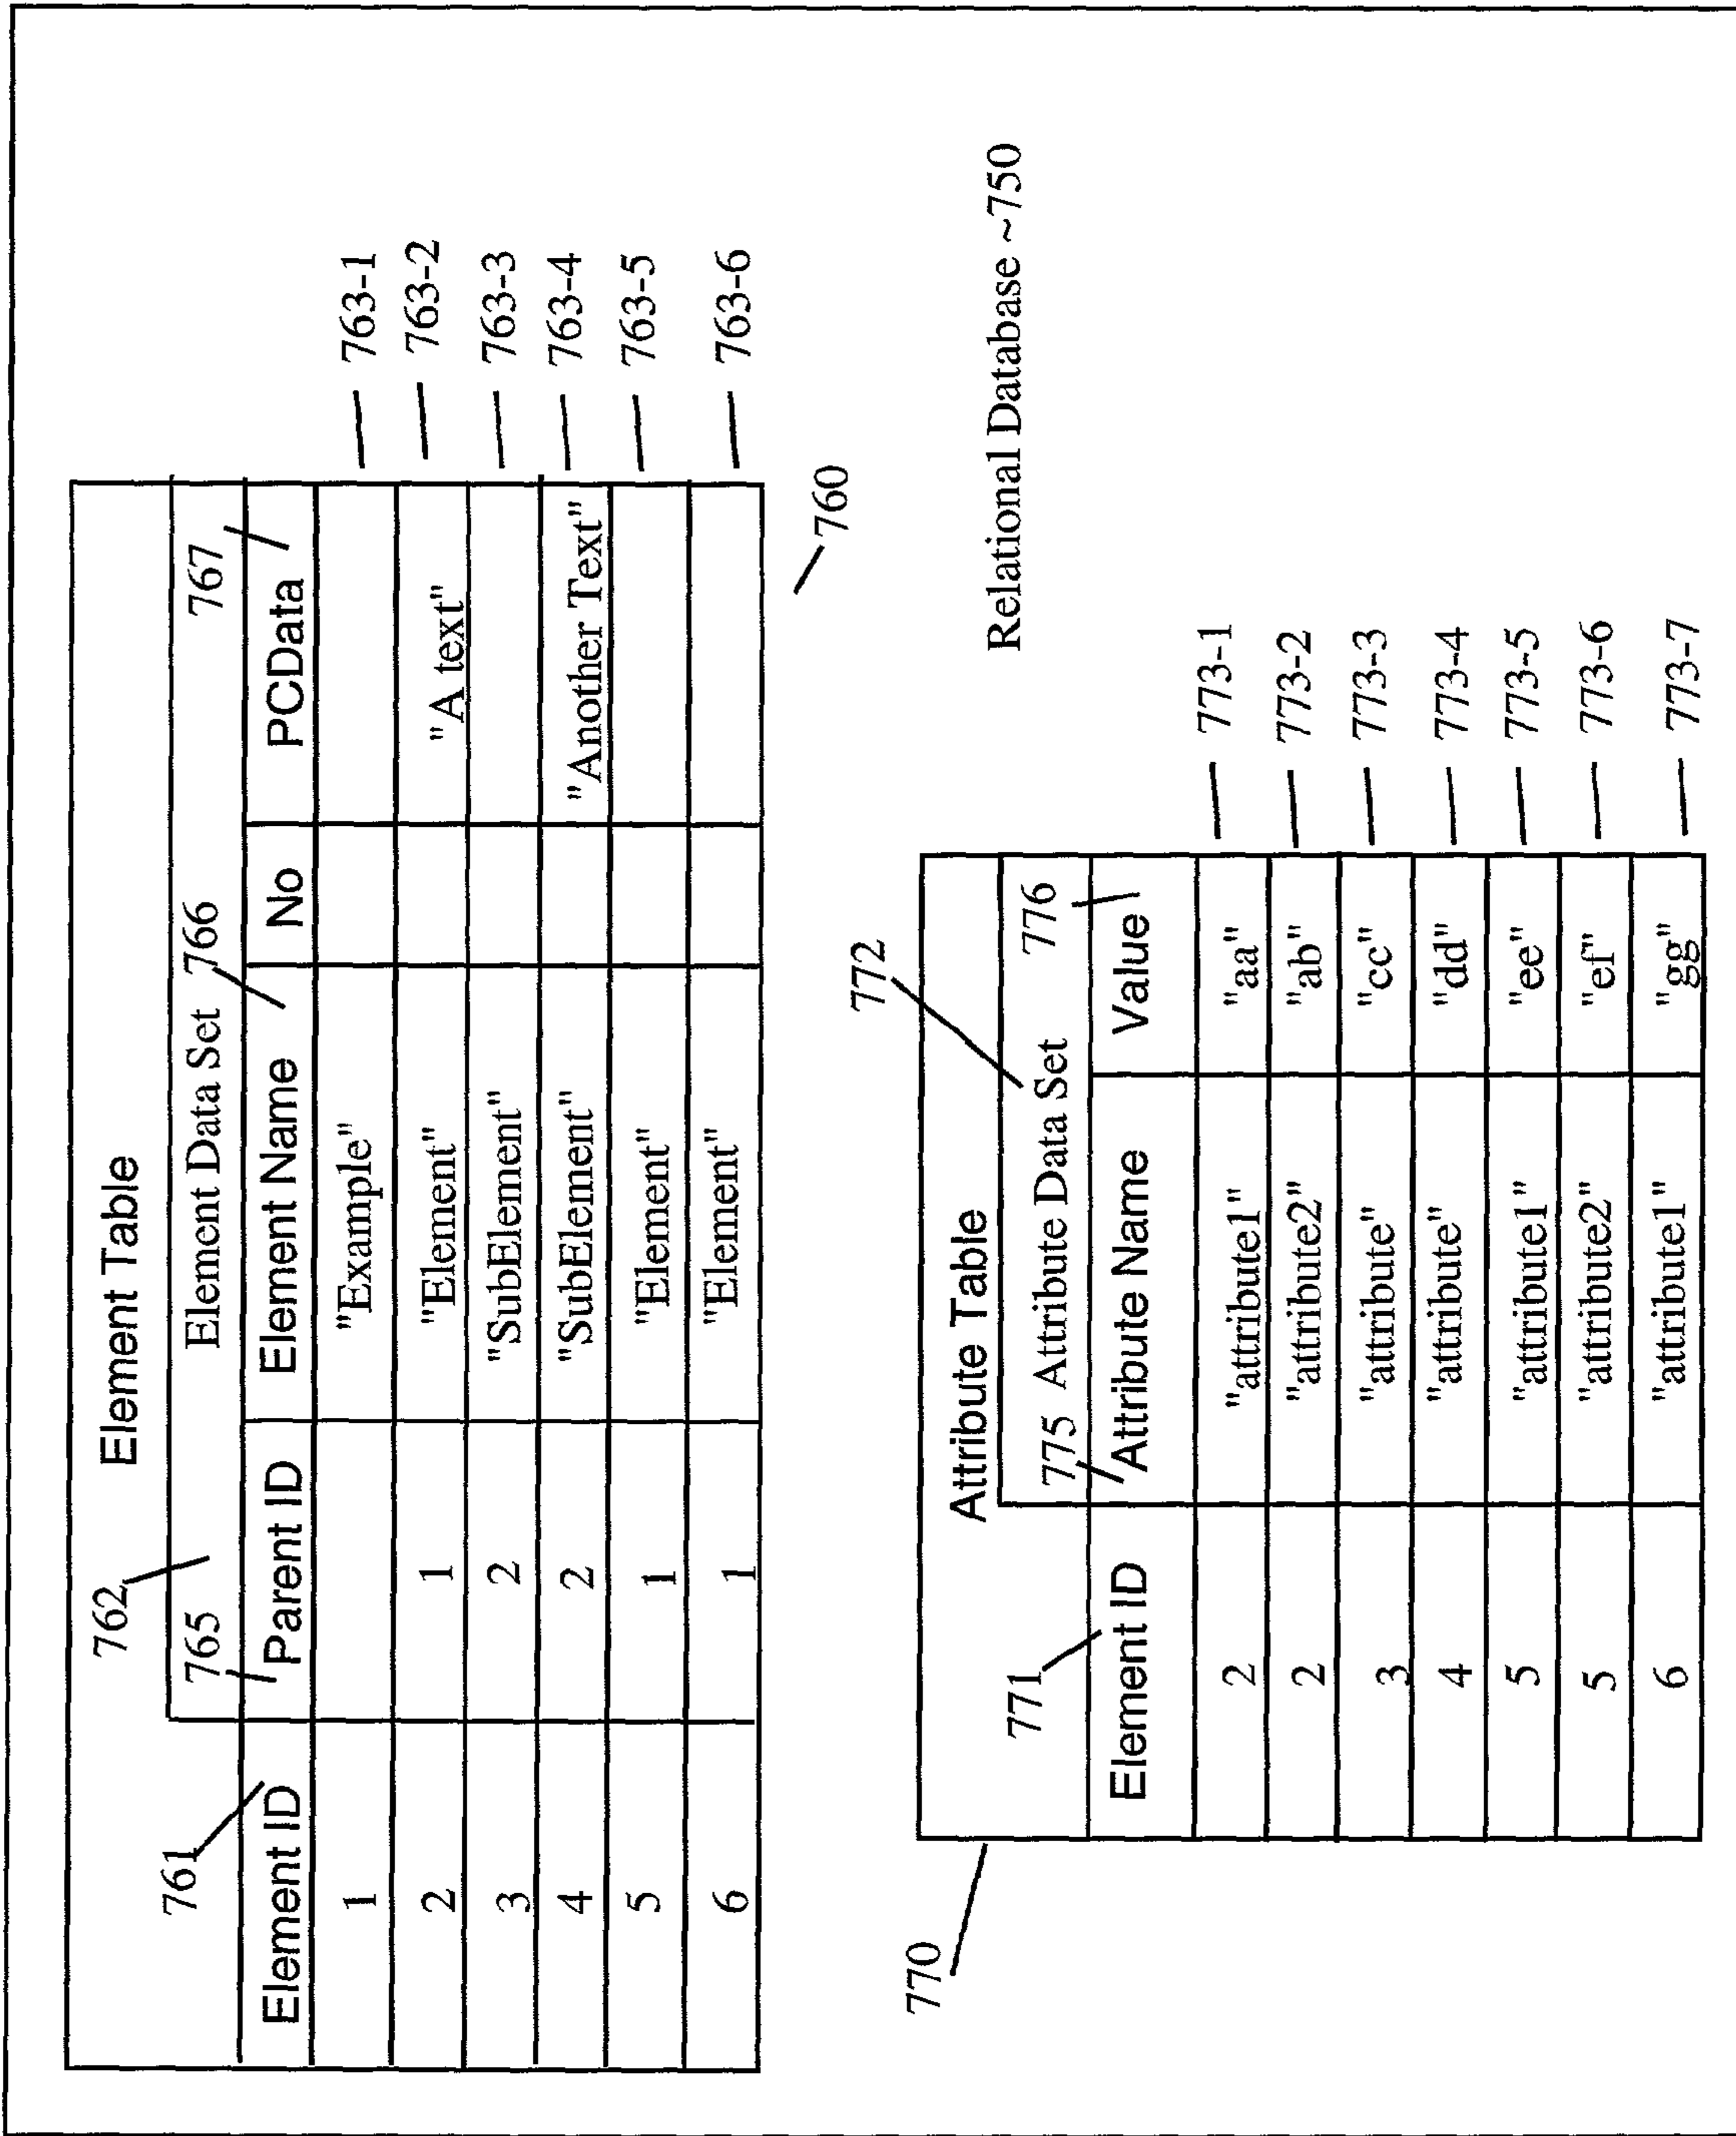 Element Table
762
761
765
Element Data Set
766
767
Element ID Parent ID Element Name No PCData
1 "Example" 763-1
2 1 "Element" "A text" 763-2
3 2 "SubElement" 763-3
4 2 "SubElement" "Another Text" 763-4
5 1 "Element" 763-5
6 1 "Element" 763-6
760
770
772
Attribute Table
Relational Database ~750
771
775 Attribute Data Set 776
Element ID Attribute Name Value
2 "attribute1" "aa" 773-1
2 "attribute2" "ab" 773-2
3 "attribute" "cc" 773-3
4 "attribute" "dd" 773-4
5 "attribute1" "ee" 773-5
5 "attribute2" "ef" 773-6
6 "attribute1" "gg" 773-7